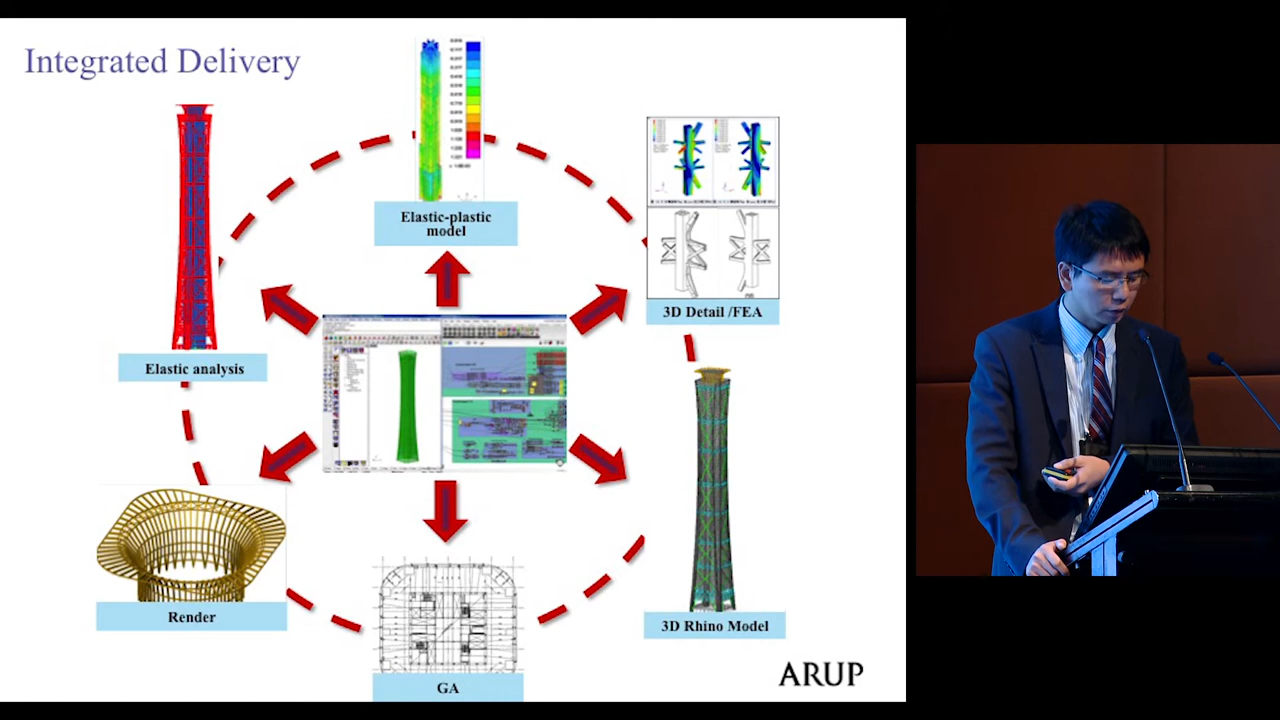 Integrated Delivery
Elastic-plastic
model
3D Detail /FEA
Elastic analysis
Render
3D Rhino Model
GA
ARUP